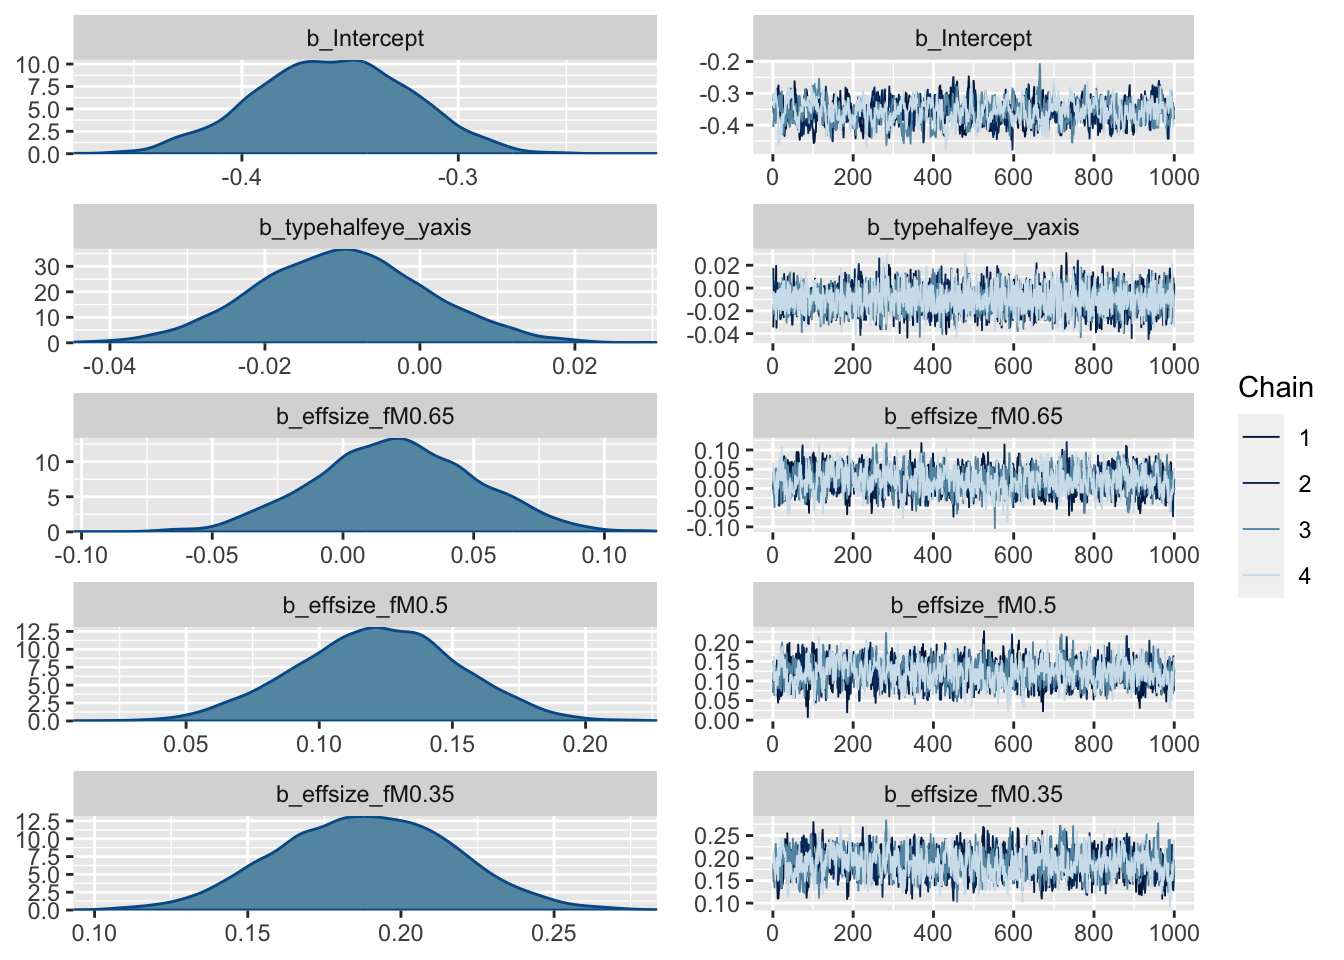 b_Intercept
10.0
7.5
5.0
2.5
0.0
-0.4 -0.3
b_Intercept
-0.2
-0.3
-0.4
0 200 400 600 800 1000
b_typehalfeye_yaxis
30
20
10
0
-0.04 -0.02 0.00 0.02
b_typehalfeye_yaxis
0.02
0.00
-0.02
-0.04
0 200 400 600 800 1000
b_effsize_fM0.65
10
5
0
-0.10 -0.05 0.00 0.05 0.10
b_effsize_fM0.65
0.10
0.05
0.00
-0.05
-0.10
0 200 400 600 800 1000
b_effsize_fM0.5
12.5
10.0
7.5
5.0
2.5
0.0
0.05 0.10 0.15 0.20
b_effsize_fM0.5
0.20
0.15
0.10
0.05
0.00
0 200 400 600 800 1000
b_effsize_fM0.35
12.5
10.0
7.5
5.0
2.5
0.0
0.10 0.15 0.20 0.25
b_effsize_fM0.35
0.25
0.20
0.15
0.10
0 200 400 600 800 1000
Chain
1
2
3
4